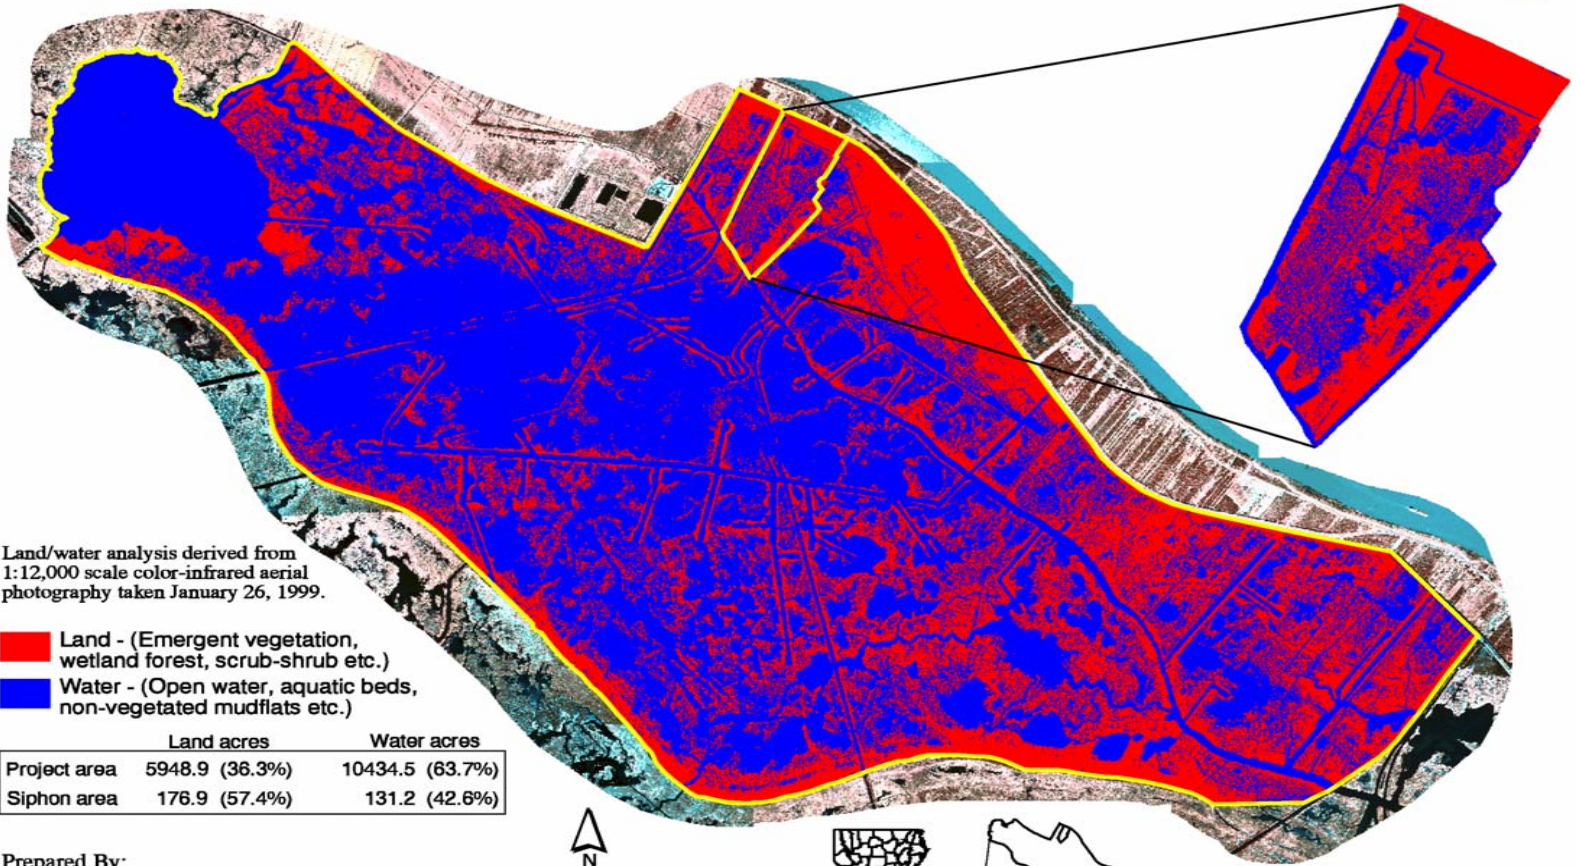 Land/water analysis derived from
1:12,000 scale color-infrared aerial
photography taken January 26, 1999.
Land - (Emergent vegetation,
wetland forest, scrub-shrub etc.)
Water - (Open water, aquatic beds,
non-vegetated mudflats etc.)
Land acres Water acres
Project area 5948.9 (36.3%) 10434.5 (63.7%)
Siphon area 176.9 (57.4%) 131.2 (42.6%)
N
Prepared By: